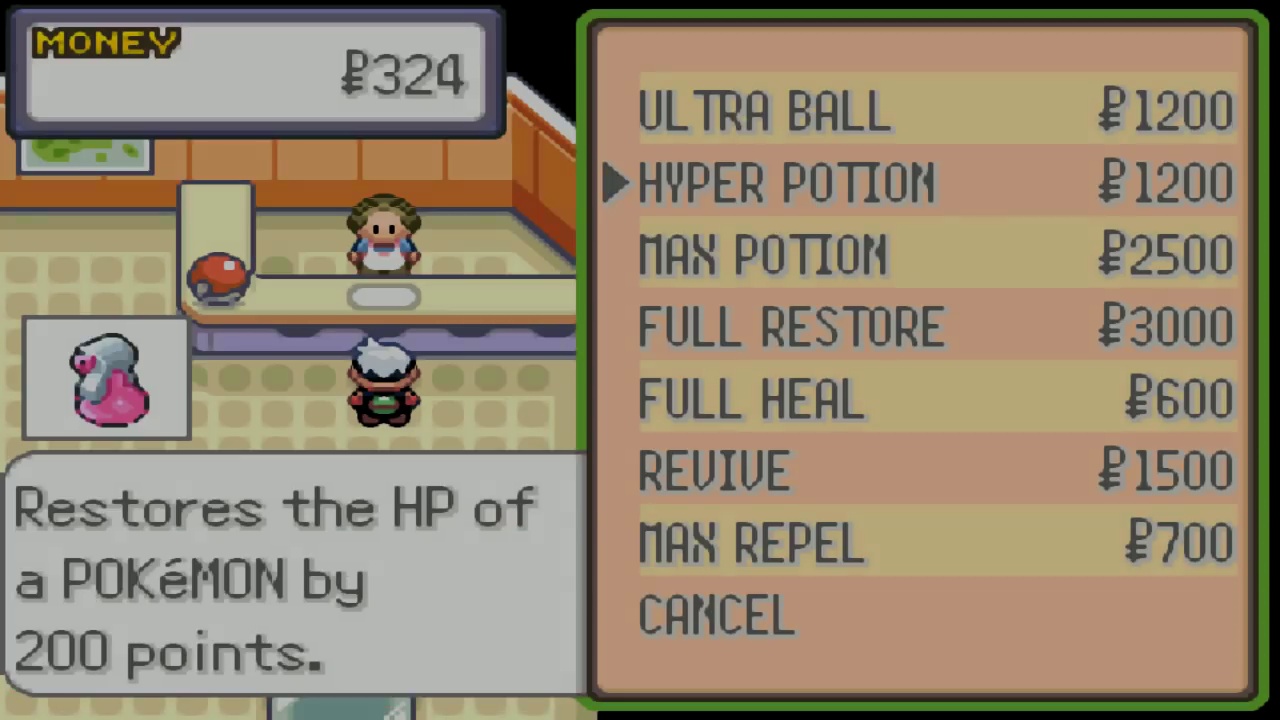 MONEY
₽324
ULTRA BALL ₽1200
HYPER POTION ₽1200
MAX POTION ₽2500
FULL RESTORE ₽3000
FULL HEAL ₽600
REVIVE ₽1500
MAX REPEL ₽700
CANCEL
Restores the HP of
a POKéMON by
200 points.